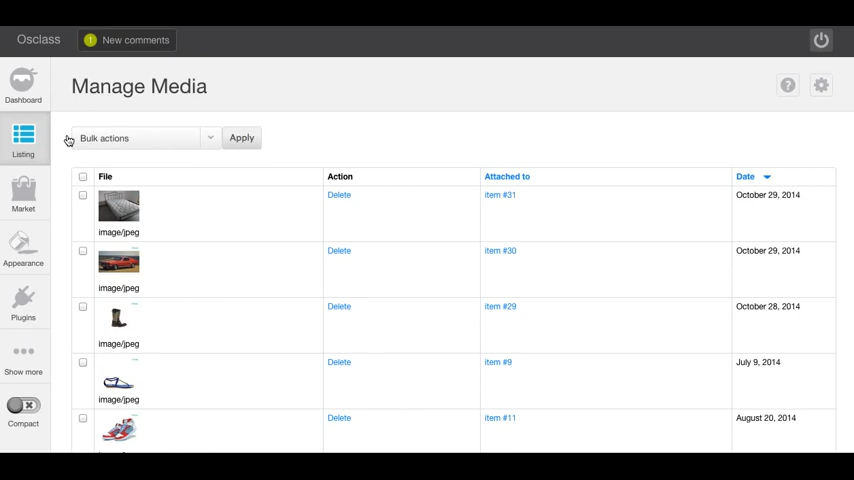 Osclass
1 New comments
Dashboard
Manage Media
?
Listing
Bulk actions
Apply
Market
Appearance
Plugins
Show more
Compact
File Action Attached to Date
Delete item #31 October 29, 2014
image/jpeg
Delete item #30 October 29, 2014
image/jpeg
Delete item #29 October 28, 2014
image/jpeg
Delete item #9 July 9, 2014
image/jpeg
Delete item #11 August 20, 2014